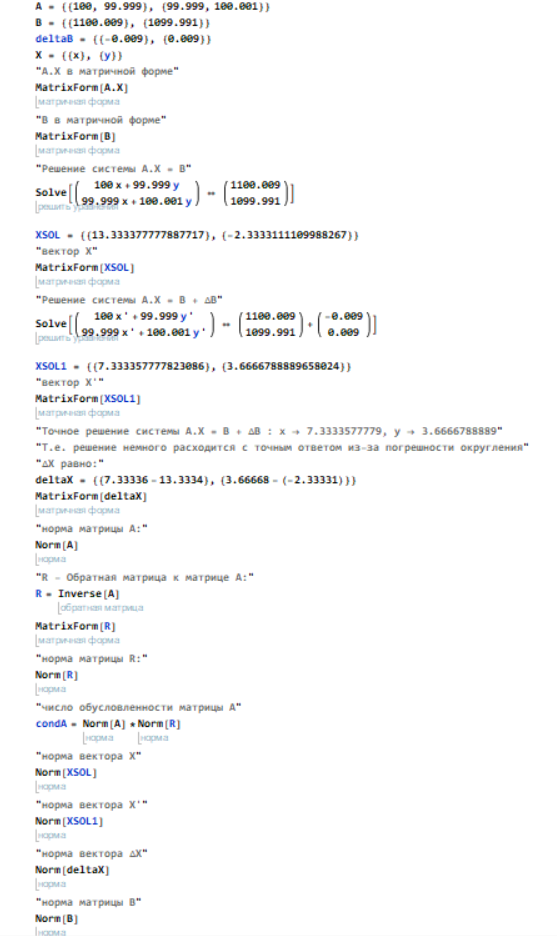 A = {{100, 99.999}, {99.999, 100.001}}
B = {{1100.009}, {1099.991}}
deltaB = {{-0.009}, {0.009}}
X = {{x}, {y}}
"A.X в матричной форме"
MatrixForm[A.X]
матричная форма
"B в матричной форме"
MatrixForm[B]
матричная форма
"Решение системы A.X = B"
Solve[( 100 x + 99.999 y
99.999 x + 100.001 y ) == ( 1100.009
1099.991 )]
решить уравнения
XSOL = {{13.333377777887717}, {-2.3333111109988267}}
"вектор X"
MatrixForm[XSOL]
матричная форма
"Решение системы A.X = B + ΔB"
Solve[( 100 x' + 99.999 y'
99.999 x' + 100.001 y' ) == ( 1100.009
1099.991 ) + ( -0.009
0.009 )]
решить уравнения
XSOL1 = {{7.333357777823086}, {3.6666788889658024}}
"вектор X'"
MatrixForm[XSOL1]
матричная форма
"Точное решение системы A.X = B + ΔB : x → 7.3333577779, y → 3.6666788889"
"Т.е. решение немного расходится с точным ответом из-за погрешности округления"
"ΔX равно:"
deltaX = {{7.33336 - 13.3334}, {3.66668 - (-2.33331)}}
MatrixForm[deltaX]
матричная форма
"норма матрицы A:"
Norm[A]
норма
"R - Обратная матрица к матрице A:"
R = Inverse[A]
обратная матрица
MatrixForm[R]
матричная форма
"норма матрицы R:"
Norm[R]
норма
"число обусловленности матрицы A"
condA = Norm[A] * Norm[R]
норма норма
"норма вектора X"
Norm[XSOL]
норма
"норма вектора X'"
Norm[XSOL1]
норма
"норма вектора ΔX"
Norm[deltaX]
норма
"норма матрицы B"
Norm[B]
норма